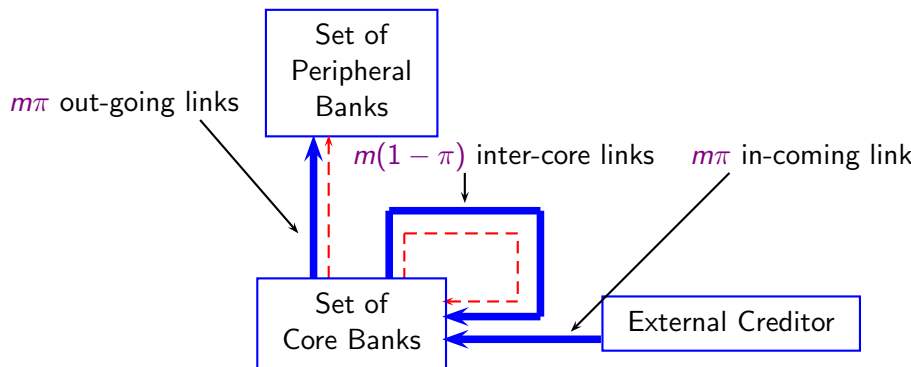 Set of
Peripheral
Banks
mπ out-going links
m(1 − π) inter-core links
mπ in-coming link
Set of
Core Banks
External Creditor